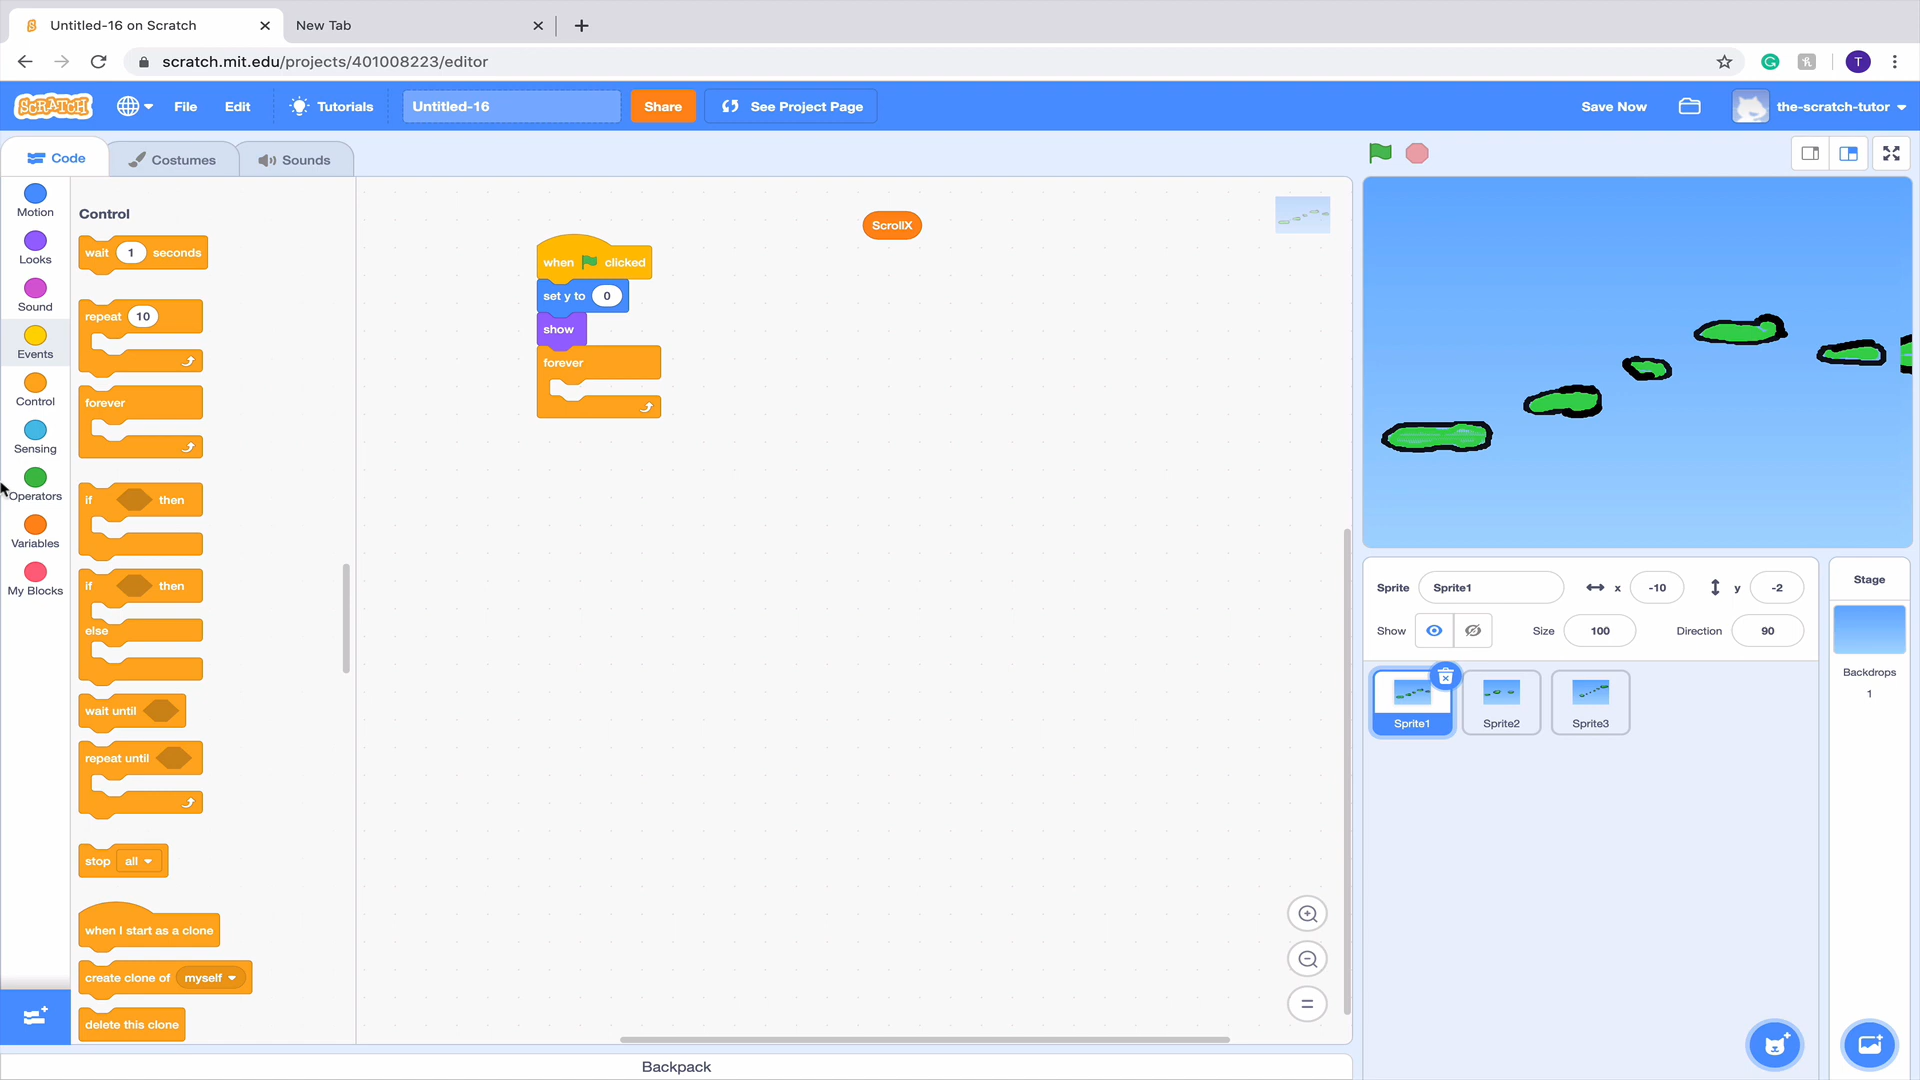 Untitled-16 on Scratch
New Tab
scratch.mit.edu/projects/401008223/editor
T
SCRATCH
File
Edit
Tutorials
Untitled-16
Share
See Project Page
Save Now
the-scratch-tutor
Code
Costumes
Sounds
Motion
Looks
Sound
Events
Control
Sensing
Operators
Variables
My Blocks
Control
wait 1 seconds
repeat 10
forever
if then
if then
else
wait until
repeat until
stop all
when I start as a clone
create clone of myself
delete this clone
when clicked
set y to 0
show
forever
ScrollX
Sprite Sprite1 x -10 y -2
Show Size 100 Direction 90
Sprite1
Sprite2
Sprite3
Stage
Backdrops
1
Backpack